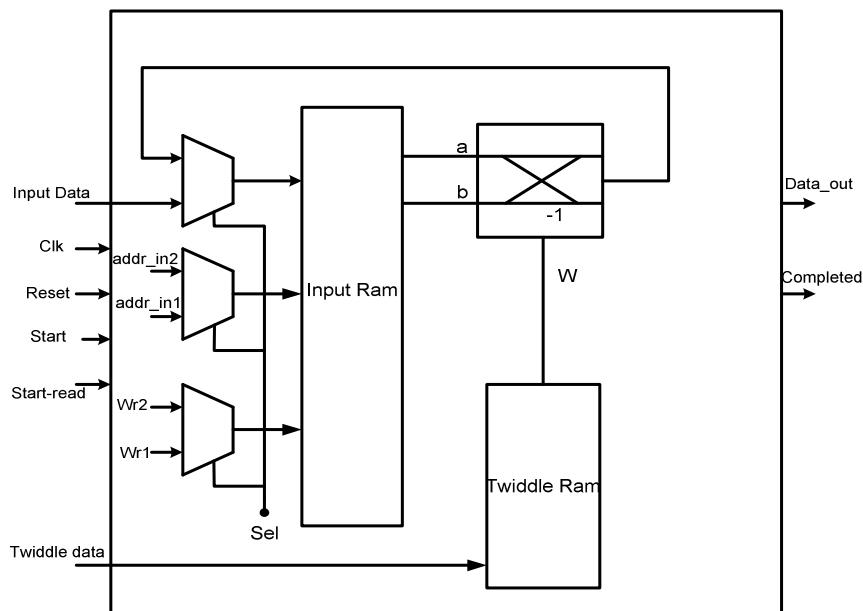 Input Data
Clk
Reset
Start
Start-read
Twiddle data
addr_in2
addr_in1
Wr2
Wr1
Sel
Input Ram
a
b
-1
W
Twiddle Ram
Data_out
Completed